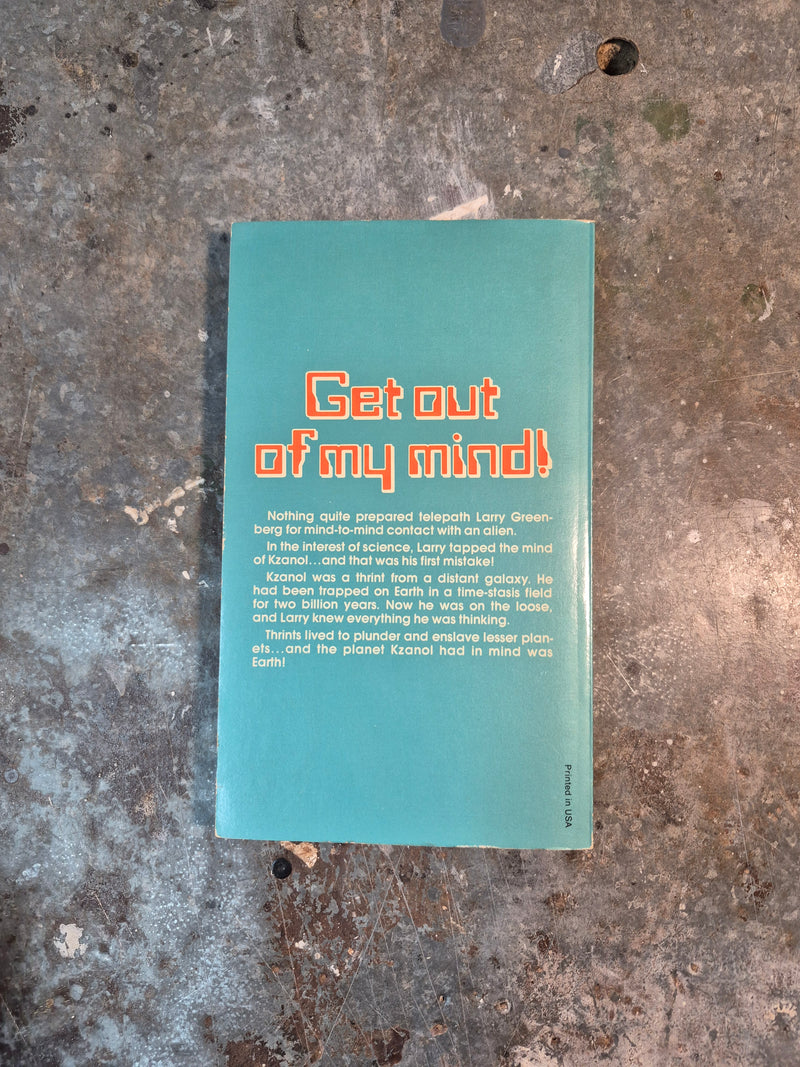 Get out
of my mind!
Nothing quite prepared telepath Larry Green-
berg for mind-to-mind contact with an alien.
In the interest of science, Larry tapped the mind
of Kzanol...and that was his first mistake!
Kzanol was a thrint from a distant galaxy. He
had been trapped on Earth in a time-stasis field
for two billion years. Now he was on the loose,
and Larry knew everything he was thinking.
Thrints lived to plunder and enslave lesser plan-
ets...and the planet Kzanol had in mind was
Earth!
Printed in USA